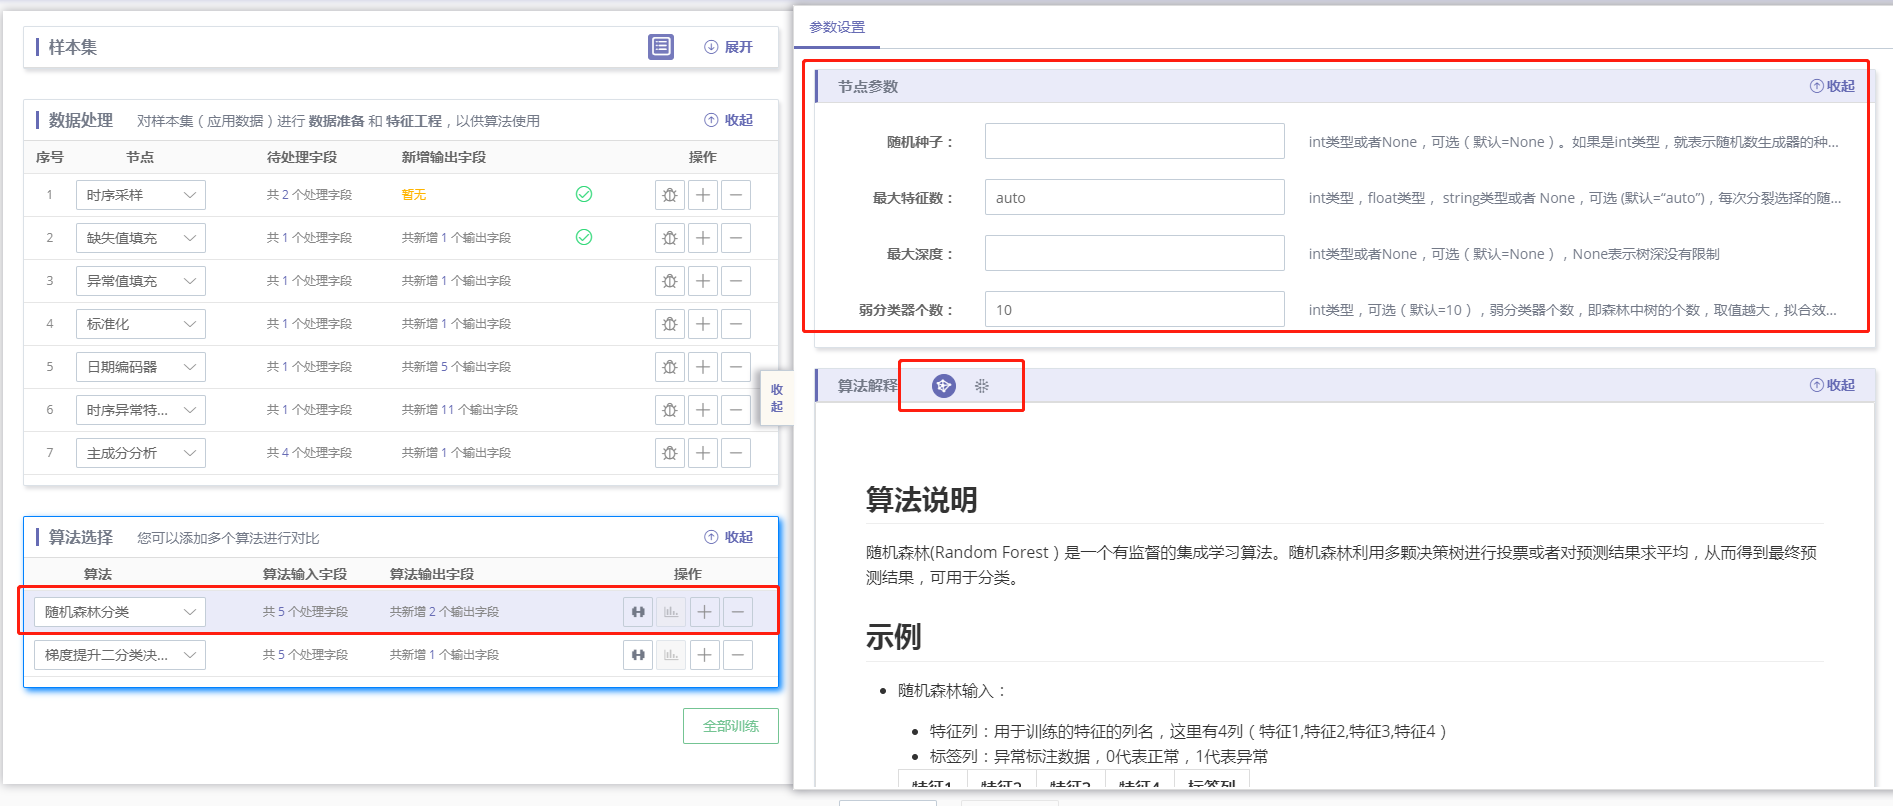 样本集
展开
数据处理 对样本集（应用数据）进行 数据准备 和 特征工程，以供算法使用 收起
序号 节点 待处理字段 新增输出字段 操作
1 时序采样 共 2 个处理字段 暂无
2 缺失值填充 共 1 个处理字段 共新增 1 个输出字段
3 异常值填充 共 1 个处理字段 共新增 1 个输出字段
4 标准化 共 1 个处理字段 共新增 1 个输出字段
5 日期编码器 共 1 个处理字段 共新增 5 个输出字段
6 时序异常特... 共 1 个处理字段 共新增 11 个输出字段
7 主成分分析 共 4 个处理字段 共新增 1 个输出字段
算法选择 您可以添加多个算法进行对比 收起
算法 算法输入字段 算法输出字段 操作
随机森林分类 共 5 个处理字段 共新增 2 个输出字段
梯度提升二分类决... 共 5 个处理字段 共新增 1 个输出字段
全部训练
收
起
参数设置
节点参数 收起
随机种子： int类型或者None，可选（默认=None）。如果是int类型，就表示随机数生成器的种...
最大特征数： auto int类型，float类型， string类型或者 None，可选 (默认=“auto”)，每次分裂选择的随...
最大深度： int类型或者None，可选（默认=None），None表示树深没有限制
弱分类器个数： 10 int类型，可选（默认=10），弱分类器个数，即森林中树的个数，取值越大，拟合效...
算法解释 收起
算法说明
随机森林(Random Forest）是一个有监督的集成学习算法。随机森林利用多颗决策树进行投票或者对预测结果求平均，从而得到最终预
测结果，可用于分类。
示例
随机森林输入：
特征列：用于训练的特征的列名，这里有4列（特征1,特征2,特征3,特征4）
标签列：异常标注数据，0代表正常，1代表异常
特征1 特征2 特征3 特征4 标签列